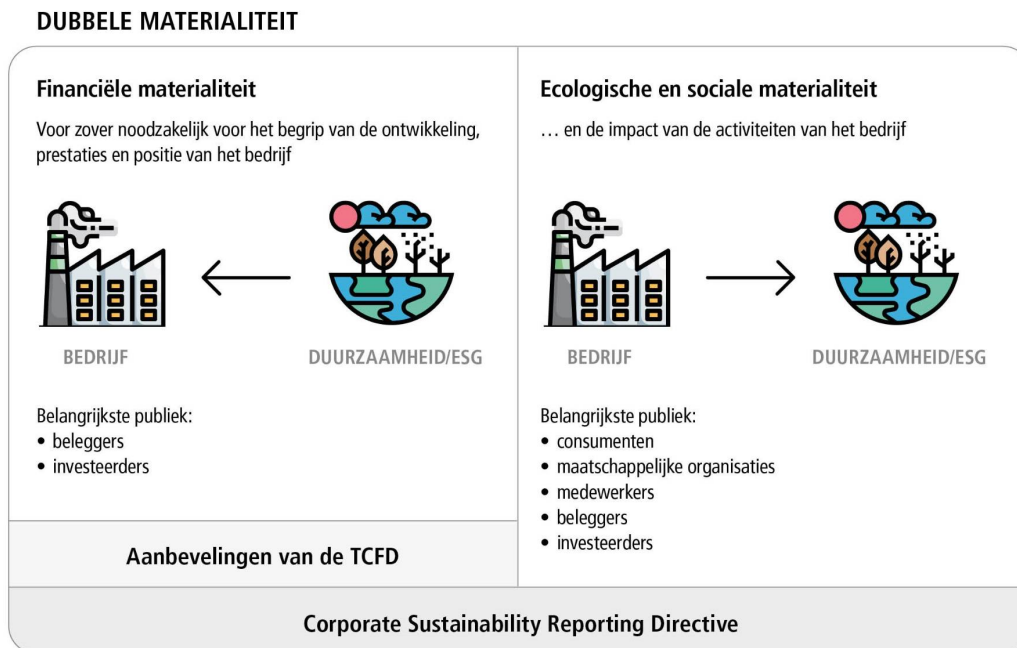 DUBBELE MATERIALITEIT
Financiële materialiteit
Voor zover noodzakelijk voor het begrip van de ontwikkeling,
prestaties en positie van het bedrijf
BEDRIJF
DUURZAAMHEID/ESG
Belangrijkste publiek:
• beleggers
• investeerders
Aanbevelingen van de TCFD
Ecologische en sociale materialiteit
… en de impact van de activiteiten van het bedrijf
BEDRIJF
DUURZAAMHEID/ESG
Belangrijkste publiek:
• consumenten
• maatschappelijke organisaties
• medewerkers
• beleggers
• investeerders
Corporate Sustainability Reporting Directive